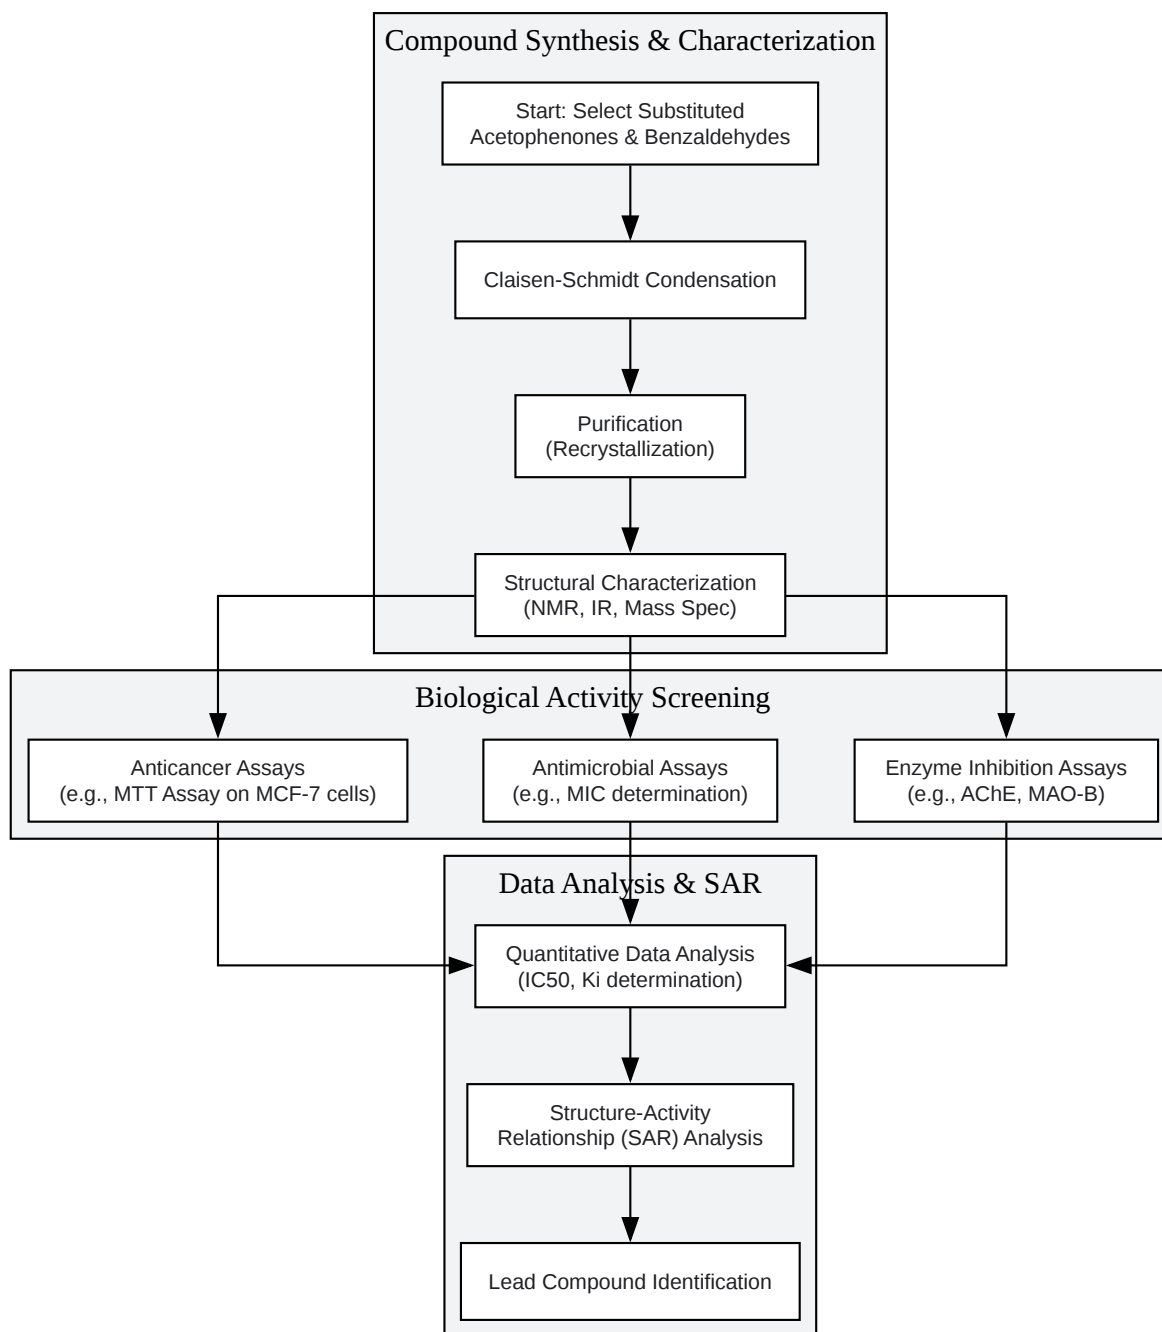 Compound Synthesis & Characterization
Start: Select Substituted
Acetophenones & Benzaldehydes
Claisen-Schmidt Condensation
Purification
(Recrystallization)
Structural Characterization
(NMR, IR, Mass Spec)
Biological Activity Screening
Anticancer Assays
(e.g., MTT Assay on MCF-7 cells)
Antimicrobial Assays
(e.g., MIC determination)
Enzyme Inhibition Assays
(e.g., AChE, MAO-B)
Data Analysis & SAR
Quantitative Data Analysis
(IC50, Ki determination)
Structure-Activity
Relationship (SAR) Analysis
Lead Compound Identification